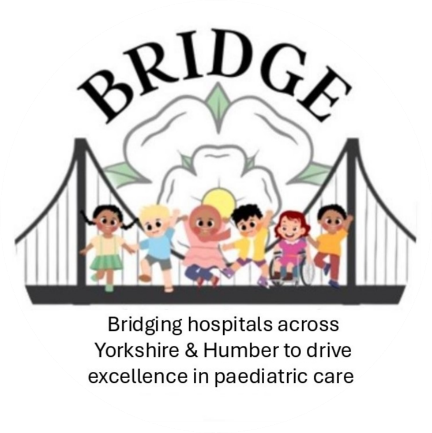 BRIDGE
Bridging hospitals across
Yorkshire & Humber to drive
excellence in paediatric care